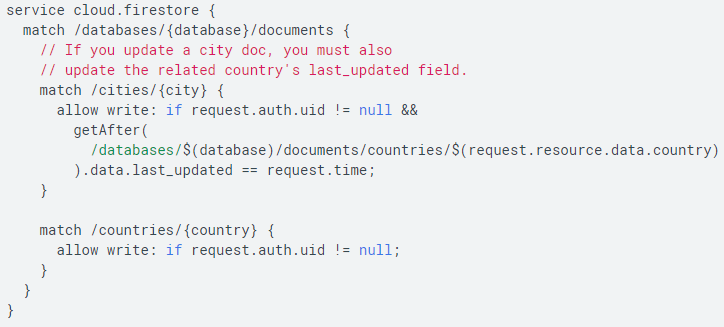 service cloud.firestore {
  match /databases/{database}/documents {
    // If you update a city doc, you must also
    // update the related country's last_updated field.
    match /cities/{city} {
      allow write: if request.auth.uid != null &&
        getAfter(
          /databases/$(database)/documents/countries/$(request.resource.data.country)
        ).data.last_updated == request.time;
    }

    match /countries/{country} {
      allow write: if request.auth.uid != null;
    }
  }
}